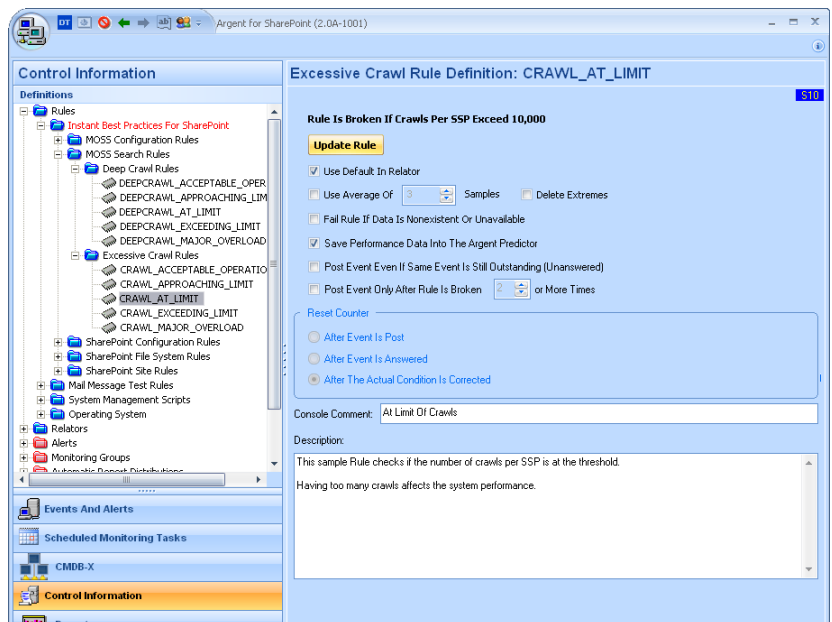 DT
ab
Argent for SharePoint (2.0A-1001)
Control Information
Definitions
Rules
Instant Best Practices For SharePoint
MOSS Configuration Rules
MOSS Search Rules
Deep Crawl Rules
DEEPCRAWL_ACCEPTABLE_OPER
DEEPCRAWL_APPROACHING_LIM
DEEPCRAWL_AT_LIMIT
DEEPCRAWL_EXCEEDING_LIMIT
DEEPCRAWL_MAJOR_OVERLOAD
Excessive Crawl Rules
CRAWL_ACCEPTABLE_OPERATIO
CRAWL_APPROACHING_LIMIT
CRAWL_AT_LIMIT
CRAWL_EXCEEDING_LIMIT
CRAWL_MAJOR_OVERLOAD
SharePoint Configuration Rules
SharePoint File System Rules
SharePoint Site Rules
Mail Message Test Rules
System Management Scripts
Operating System
Relators
Alerts
Monitoring Groups
Automatic Report Distributions
Events And Alerts
Scheduled Monitoring Tasks
CMDB-X
Control Information
Excessive Crawl Rule Definition: CRAWL_AT_LIMIT
S10
Rule Is Broken If Crawls Per SSP Exceed 10,000
Update Rule
Use Default In Relator
Use Average Of 3 Samples Delete Extremes
Fail Rule If Data Is Nonexistent Or Unavailable
Save Performance Data Into The Argent Predictor
Post Event Even If Same Event Is Still Outstanding (Unanswered)
Post Event Only After Rule Is Broken 2 or More Times
Reset Counter
After Event Is Post
After Event Is Answered
After The Actual Condition Is Corrected
Console Comment: At Limit Of Crawls
Description:
This sample Rule checks if the number of crawls per SSP is at the threshold.
Having too many crawls affects the system performance.